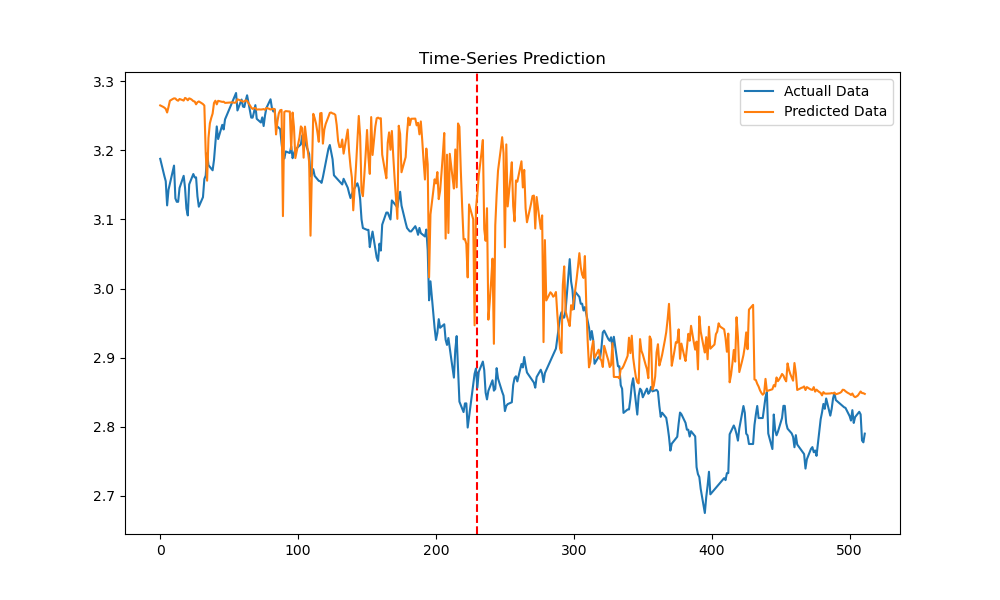 Time-Series Prediction
Actuall Data
Predicted Data
3.3
3.2
3.1
3.0
2.9
2.8
2.7
0 100 200 300 400 500